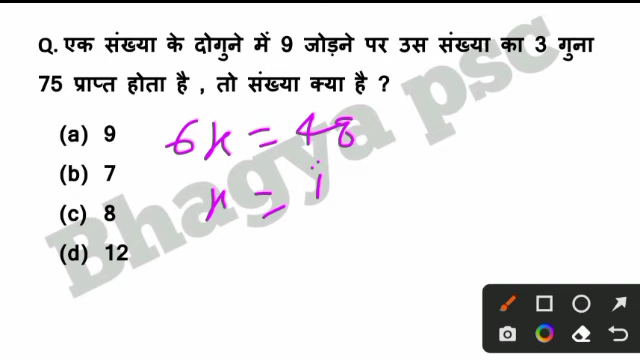 Q. एक संख्या के दोगुने में 9 जोड़ने पर उस संख्या का 3 गुना
75 प्राप्त होता है , तो संख्या क्या है ?
(a) 9
6x = 48
(b) 7
(c) 8
x =
(d) 12
Bhagya psc